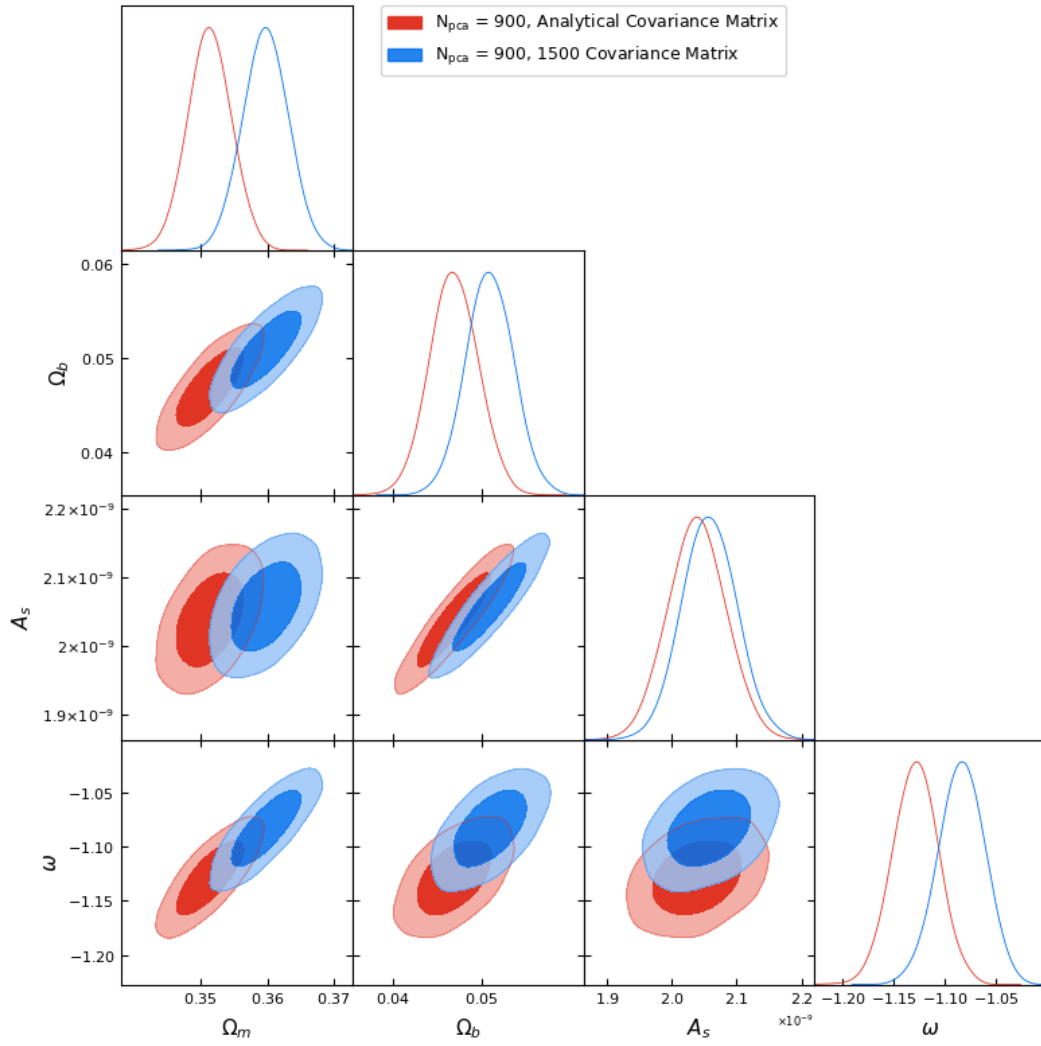 N_pca = 900, Analytical Covariance Matrix
N_pca = 900, 1500 Covariance Matrix
0.06
0.05
0.04
Ω_b
2.2×10⁻⁹
2.1×10⁻⁹
2×10⁻⁹
1.9×10⁻⁹
A_s
−1.05
−1.10
−1.15
−1.20
ω
0.35 0.36 0.37
Ω_m
0.04 0.05
Ω_b
1.9 2.0 2.1 2.2
×10⁻⁹
A_s
−1.20 −1.15 −1.10 −1.05
ω